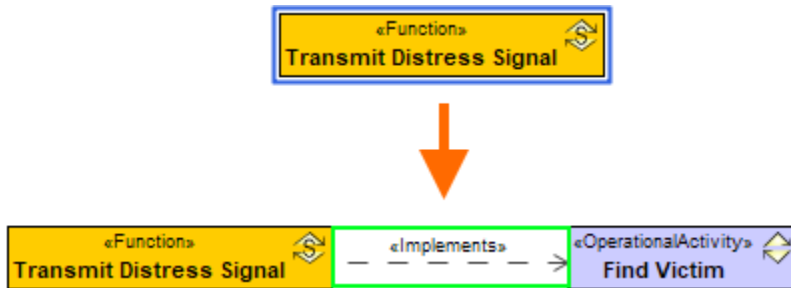 «Function»
Transmit Distress Signal
S
«Function»
Transmit Distress Signal
S
«Implements»
«OperationalActivity»
Find Victim